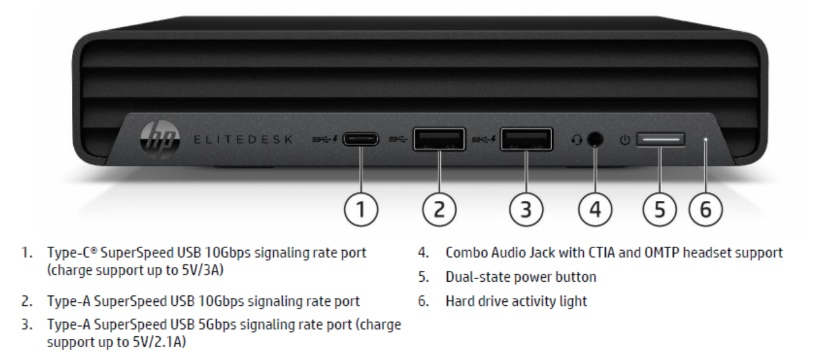 hp ELITEDESK
1 2 3 4 5 6
1. Type-C® SuperSpeed USB 10Gbps signaling rate port
(charge support up to 5V/3A)
2. Type-A SuperSpeed USB 10Gbps signaling rate port
3. Type-A SuperSpeed USB 5Gbps signaling rate port (charge
support up to 5V/2.1A)
4. Combo Audio Jack with CTIA and OMTP headset support
5. Dual-state power button
6. Hard drive activity light